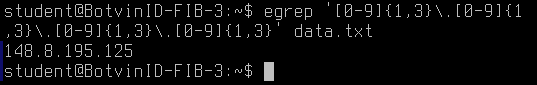 student@BotvinID-FIB-3:~$ egrep '[0-9]{1,3}\.[0-9]{1
,3}\.[0-9]{1,3}\.[0-9]{1,3}' data.txt
148.8.195.125
student@BotvinID-FIB-3:~$